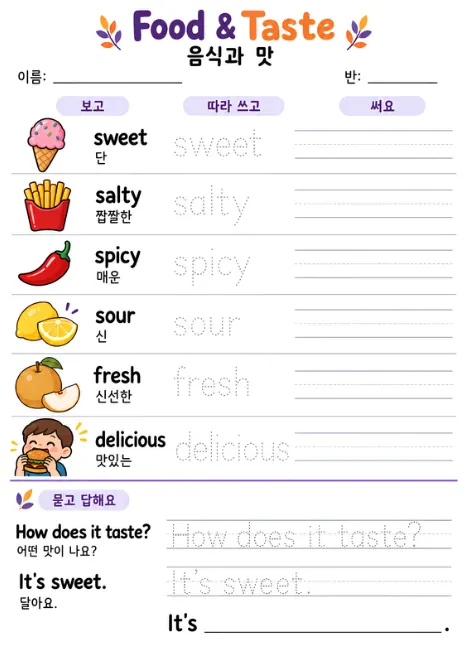 Food & Taste
음식과 맛
이름: 반:
보고 따라 쓰고 써요
sweet sweet
단
salty salty
짭짤한
spicy spicy
매운
sour sour
신
fresh fresh
신선한
delicious delicious
맛있는
묻고 답해요
How does it taste? How does it taste?
어떤 맛이 나요?
It's sweet. It's sweet.
달아요.
It's .